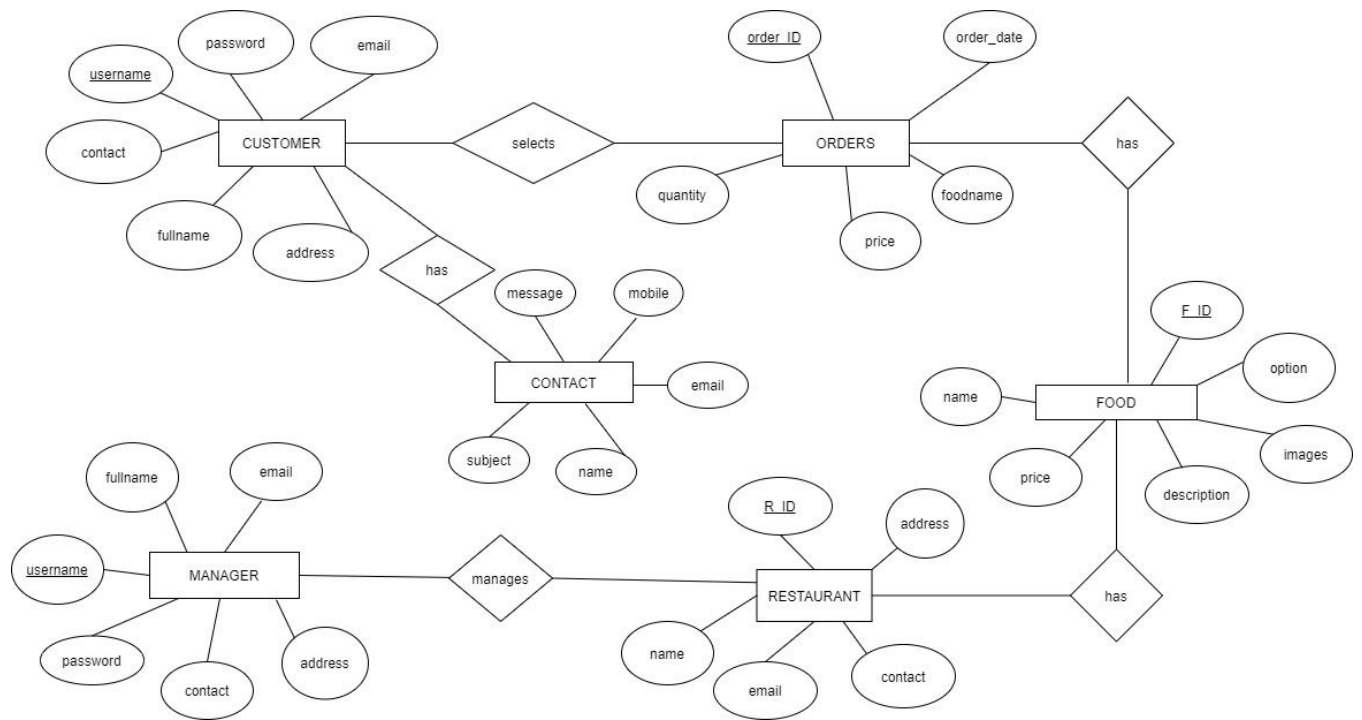 password
email
username
CUSTOMER
contact
fullname
address
selects
order_ID
order_date
ORDERS
quantity
foodname
price
has
has
message
mobile
CONTACT
email
subject
name
F_ID
option
name
FOOD
images
price
description
fullname
email
username
MANAGER
password
contact
address
manages
R_ID
address
RESTAURANT
name
email
contact
has